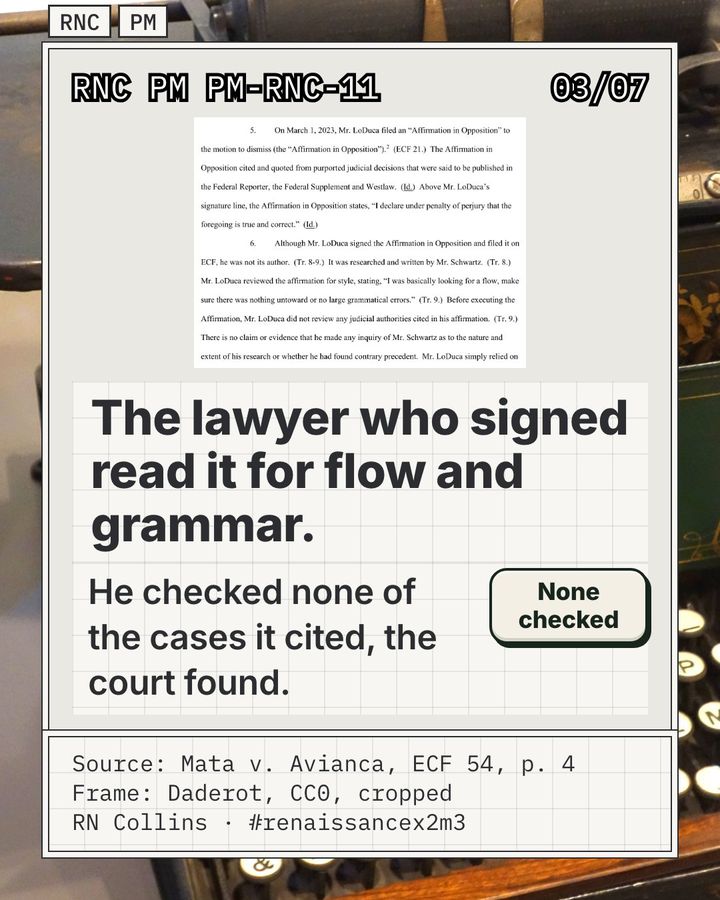 RNC PM
RNC PM PM-RNC-11 03/07
5. On March 1, 2023, Mr. LoDuca filed an “Affirmation in Opposition” to
the motion to dismiss (the “Affirmation in Opposition”).2 (ECF 21.) The Affirmation in
Opposition cited and quoted from purported judicial decisions that were said to be published in
the Federal Reporter, the Federal Supplement and Westlaw. (Id.) Above Mr. LoDuca’s
signature line, the Affirmation in Opposition states, “I declare under penalty of perjury that the
foregoing is true and correct.” (Id.)
6. Although Mr. LoDuca signed the Affirmation in Opposition and filed it on
ECF, he was not its author. (Tr. 8-9.) It was researched and written by Mr. Schwartz. (Tr. 8.)
Mr. LoDuca reviewed the affirmation for style, stating, “I was basically looking for a flow, make
sure there was nothing untoward or no large grammatical errors.” (Tr. 9.) Before executing the
Affirmation, Mr. LoDuca did not review any judicial authorities cited in his affirmation. (Tr. 9.)
There is no claim or evidence that he made any inquiry of Mr. Schwartz as to the nature and
extent of his research or whether he had found contrary precedent. Mr. LoDuca simply relied on
The lawyer who signed
read it for flow and
grammar.
He checked none of
the cases it cited, the
court found.
None
checked
Source: Mata v. Avianca, ECF 54, p. 4
Frame: Daderot, CC0, cropped
RN Collins · #renaissancex2m3
P
M
&